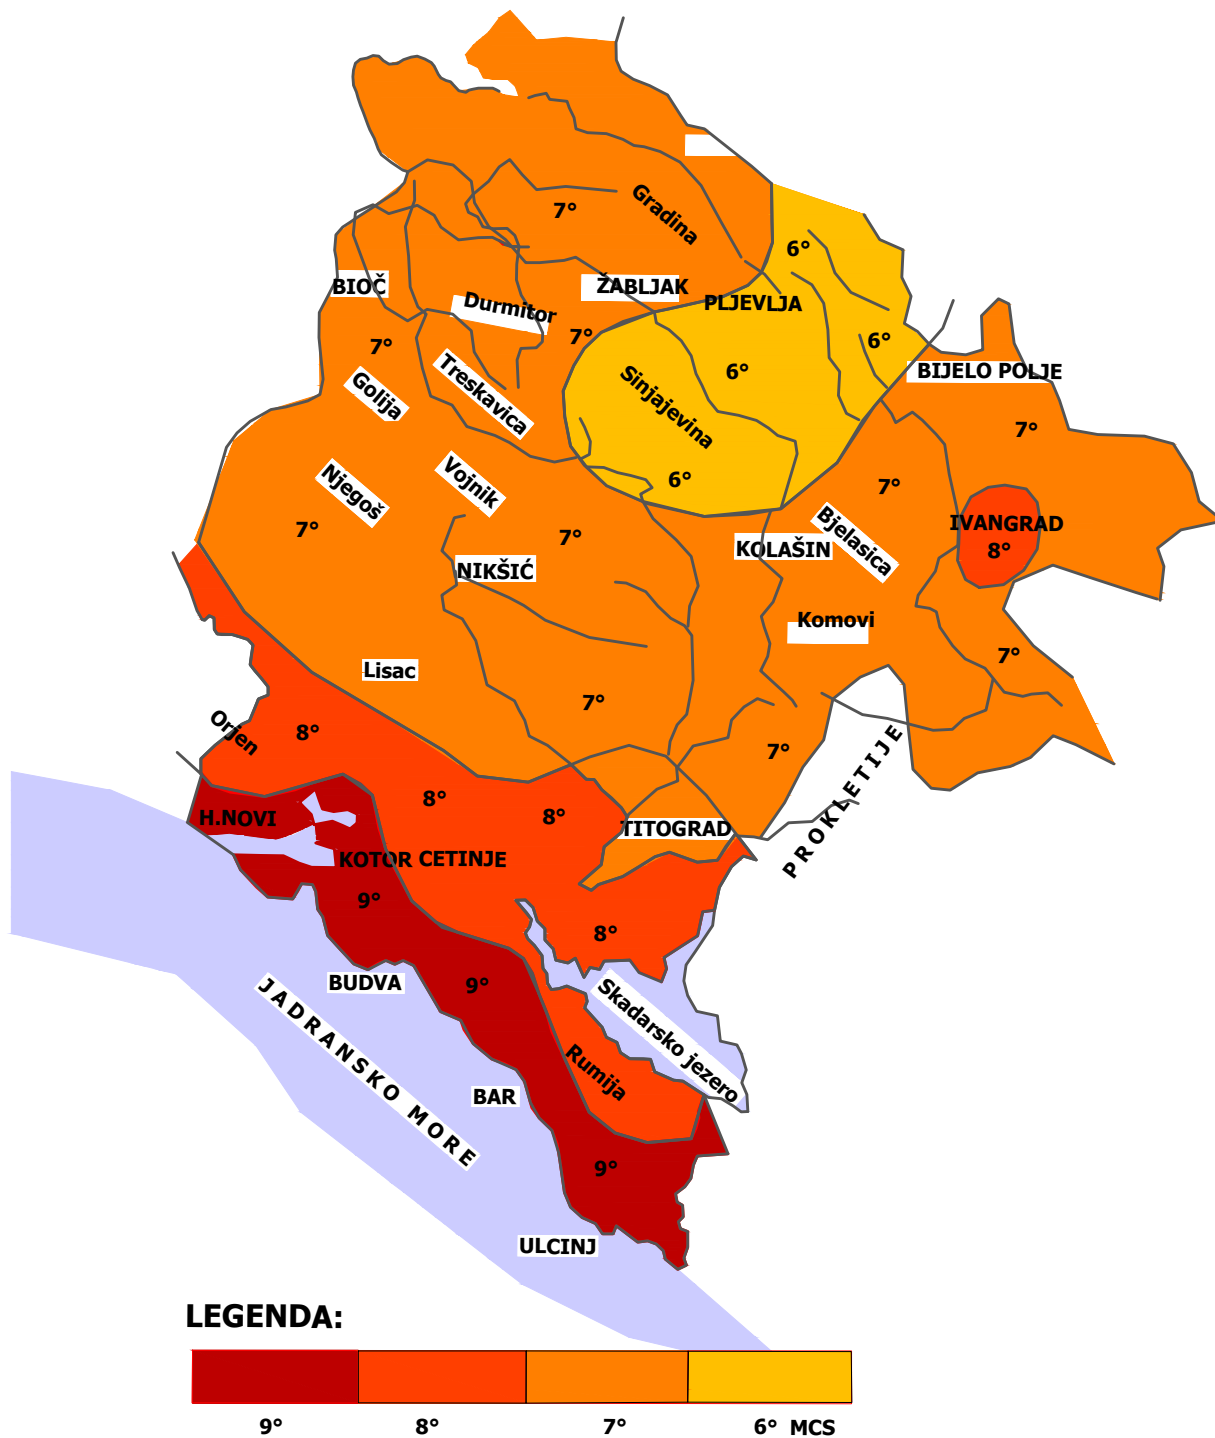 7°
Gradina
6°
BIOČ
ŽABLJAK
Durmitor
PLJEVLJA
7°
7°
6°
Golija
Treskavica
6°
Sinjajevina
BIJELO POLJE
7°
Njegoš
Vojnik
6°
7°
7°
7°
Bjelasica
IVANGRAD
8°
NIKŠIĆ
KOLAŠIN
Komovi
7°
Lisac
7°
Orjen
8°
7°
PROKLETIJE
8°
8°
H.NOVI
TITOGRAD
KOTOR CETINJE
9°
8°
BUDVA
9°
Skadarsko jezero
JADRANSKO MORE
Rumija
BAR
9°
ULCINJ
LEGENDA:
9° 8° 7° 6° MCS